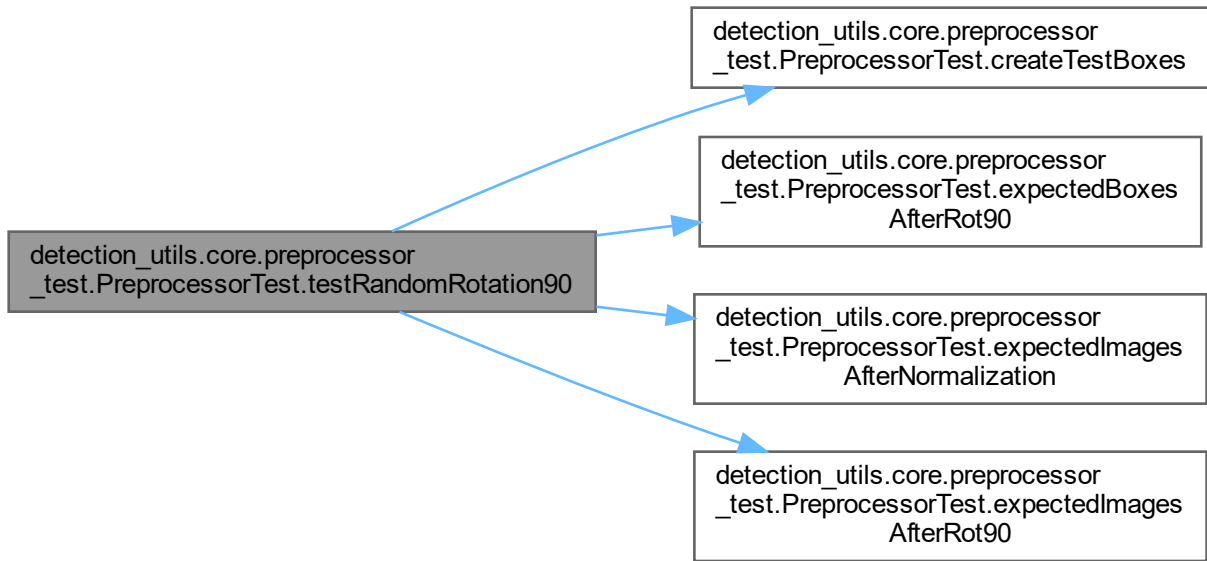 detection_utils.core.preprocessor
_test.PreprocessorTest.createTestBoxes
detection_utils.core.preprocessor
_test.PreprocessorTest.expectedBoxes
AfterRot90
detection_utils.core.preprocessor
_test.PreprocessorTest.testRandomRotation90
detection_utils.core.preprocessor
_test.PreprocessorTest.expectedImages
AfterNormalization
detection_utils.core.preprocessor
_test.PreprocessorTest.expectedImages
AfterRot90